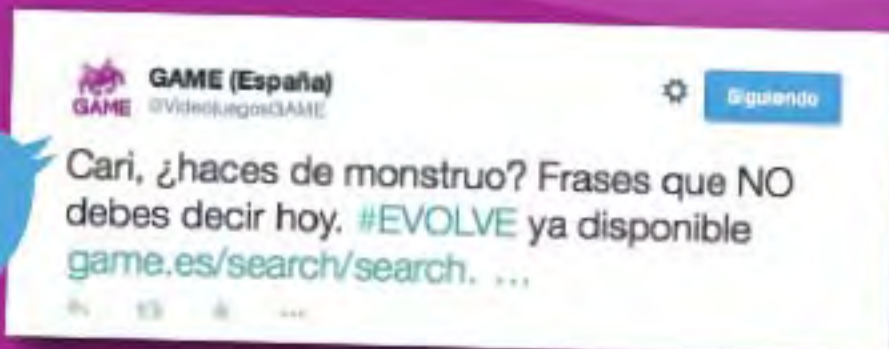 GAME (España)
GAME
@VideojuegosGAME
Siguiendo
Cari, ¿haces de monstruo? Frases que NO
debes decir hoy. #EVOLVE ya disponible
game.es/search/search. ...